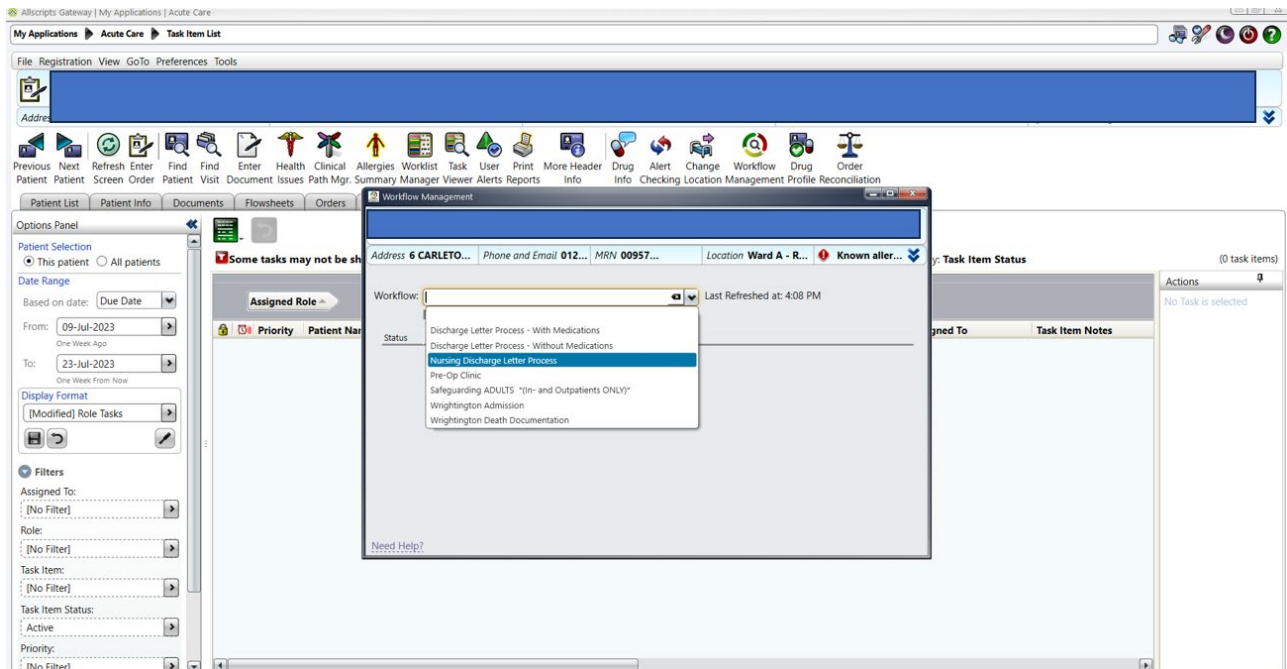 Allscripts Gateway | My Applications | Acute Care
My Applications Acute Care Task Item List
File Registration View GoTo Preferences Tools
Previous Patient Next Patient Refresh Screen Enter Order Find Patient Find Visit Enter Document Health Issues Clinical Path Mgr. Allergies Summary Worklist Manager Task Viewer User Alerts Print Reports More Header Info Drug Info Alert Checking Change Location Workflow Management Drug Profile Order Reconciliation
Patient List Patient Info Documents Flowsheets Orders
Options Panel
Patient Selection
This patient All patients
Date Range
Based on date: Due Date
From: 09-Jul-2023
One Week Ago
To: 23-Jul-2023
One Week From Now
Display Format
[Modified] Role Tasks
Filters
Assigned To:
[No Filter]
Role:
[No Filter]
Task Item:
[No Filter]
Task Item Status:
Active
Priority:
[No Filter]
Some tasks may not be
Task Item Status
(0 task items)
Assigned Role
Priority Patient
To Task Item Notes
Actions
No Task is selected
Workflow Management
Address 6 CARLETO... Phone and Email 012... MRN 00957... Location Ward A - R... Known aller...
Workflow: Last Refreshed at: 4:08 PM
Status
Discharge Letter Process - With Medications
Discharge Letter Process - Without Medications
Nursing Discharge Letter Process
Pre-Op Clinic
Safeguarding ADULTS *(In- and Outpatients ONLY)*
Wrightington Admission
Wrightington Death Documentation
Need Help?